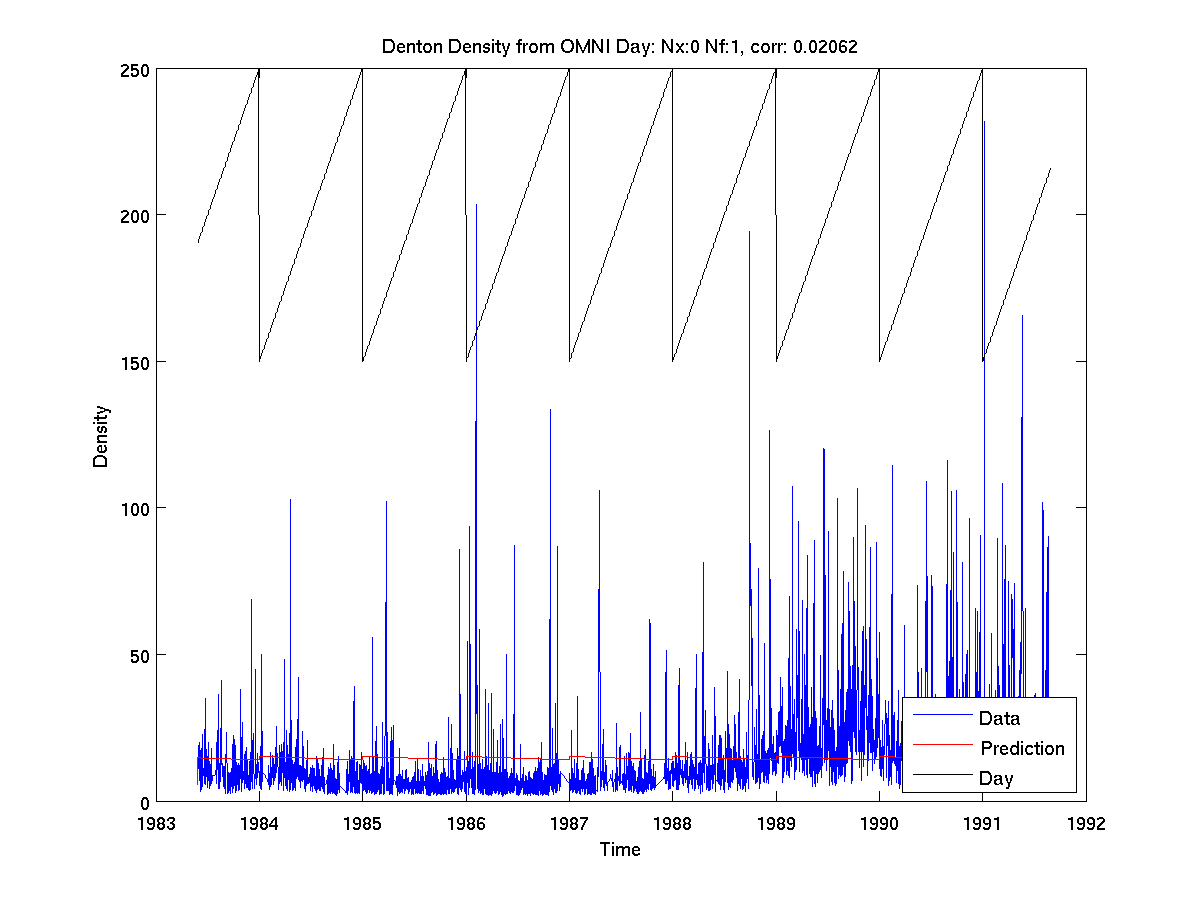 Denton Density from OMNI Day: Nx:0 Nf:1, corr: 0.02062
250
200
150
100
50
0
Density
1983 1984 1985 1986 1987 1988 1989 1990 1991 1992
Time
Data
Prediction
Day